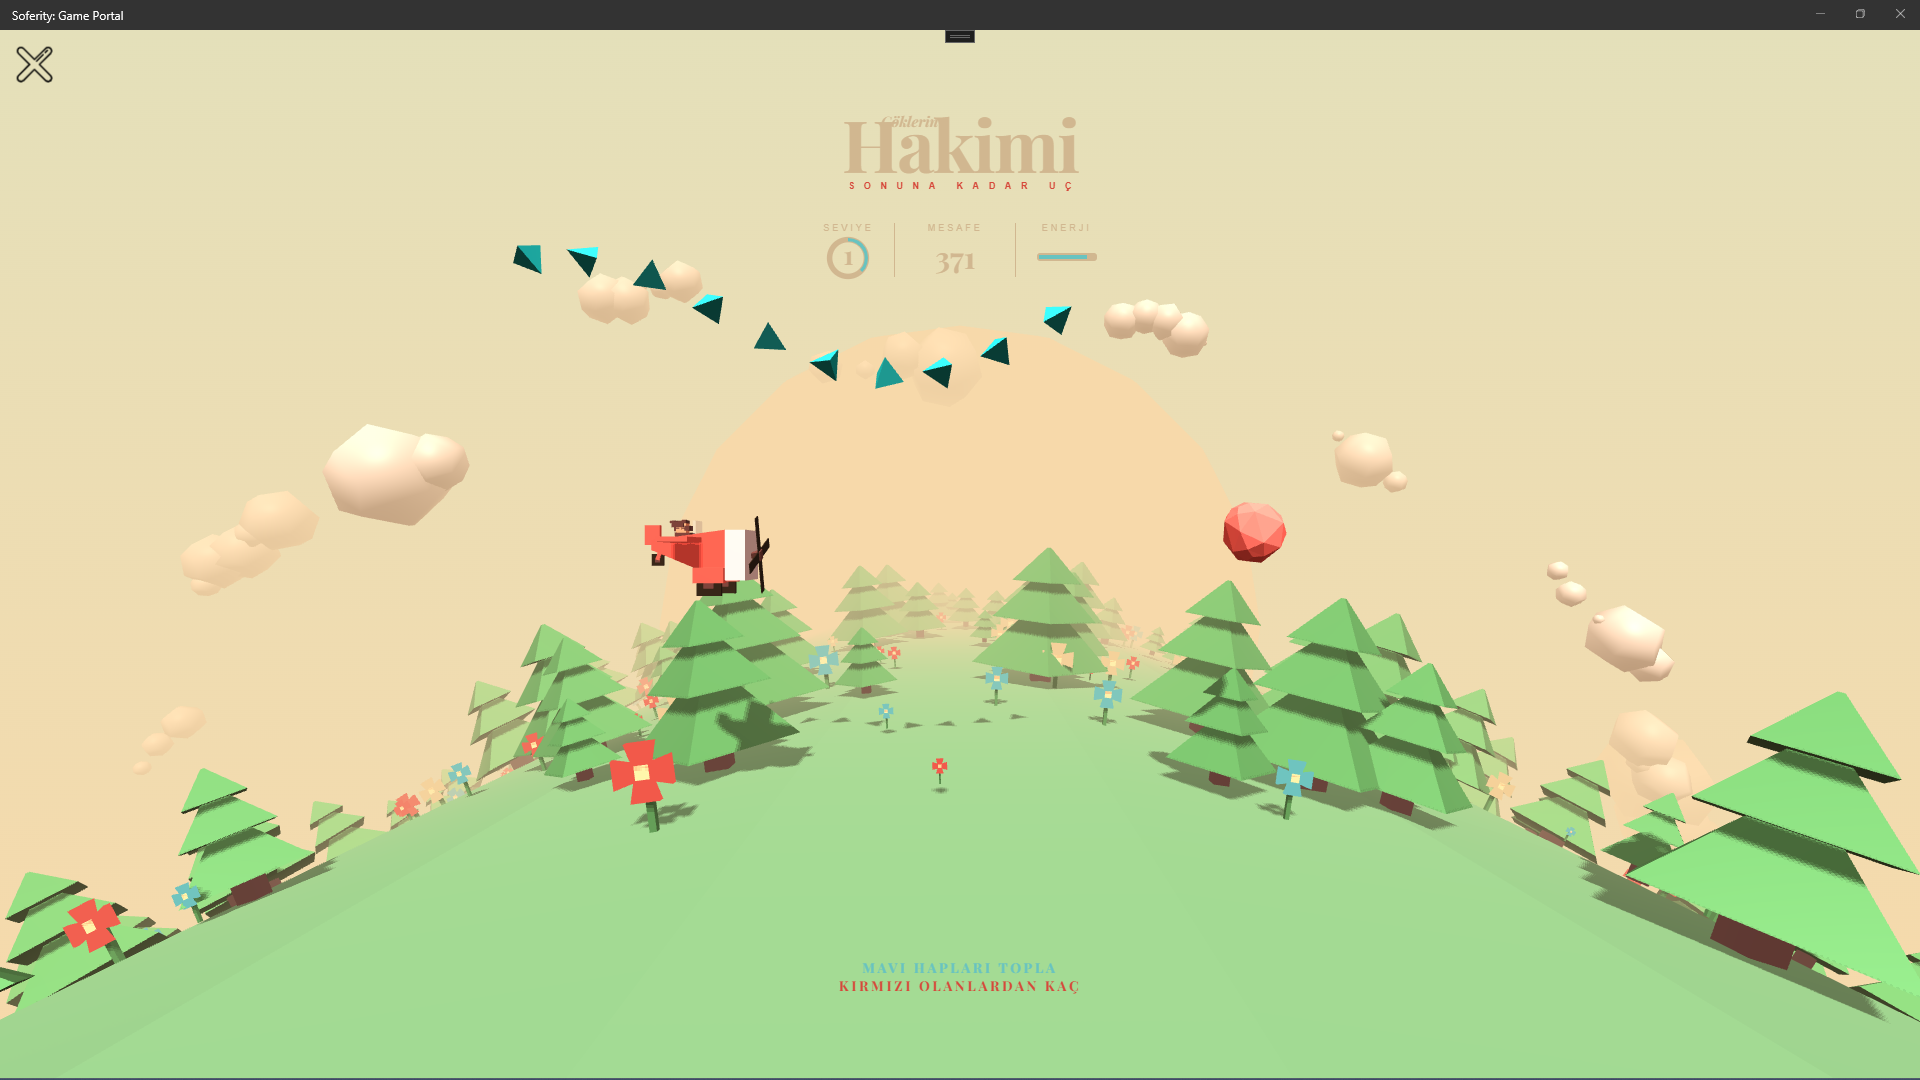 Soferity: Game Portal
Göklerin
Hakimi
SONUNA KADAR UÇ
SEVIYE
1
MESAFE
371
ENERJI
MAVI HAPLARI TOPLA
KIRMIZI OLANLARDAN KAÇ